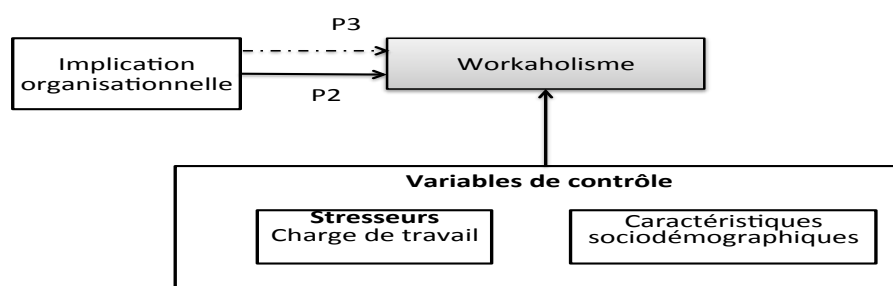 P3
Implication
organisationnelle
Workaholisme
P2
Variables de contrôle
Stresseurs
Charge de travail
Caractéristiques
sociodémographiques